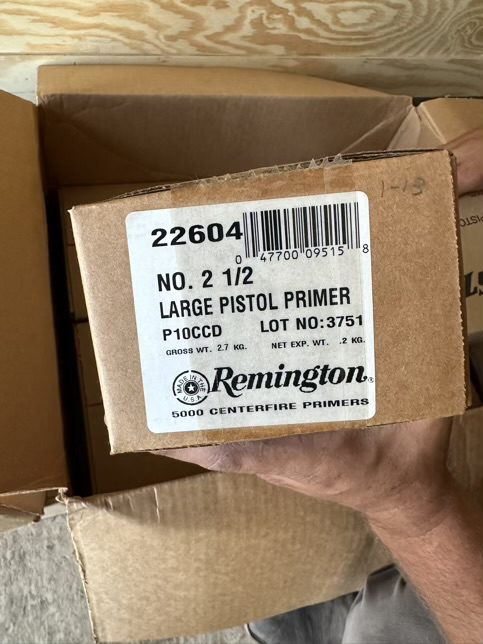 1-13
22604
0 47700 09515 8
NO. 2 1/2
LARGE PISTOL PRIMER
P10CCD LOT NO:3751
GROSS WT. 2.7 KG. NET EXP. WT. .2 KG.
MADE IN THE U.S.A.
Remington®
5000 CENTERFIRE PRIMERS